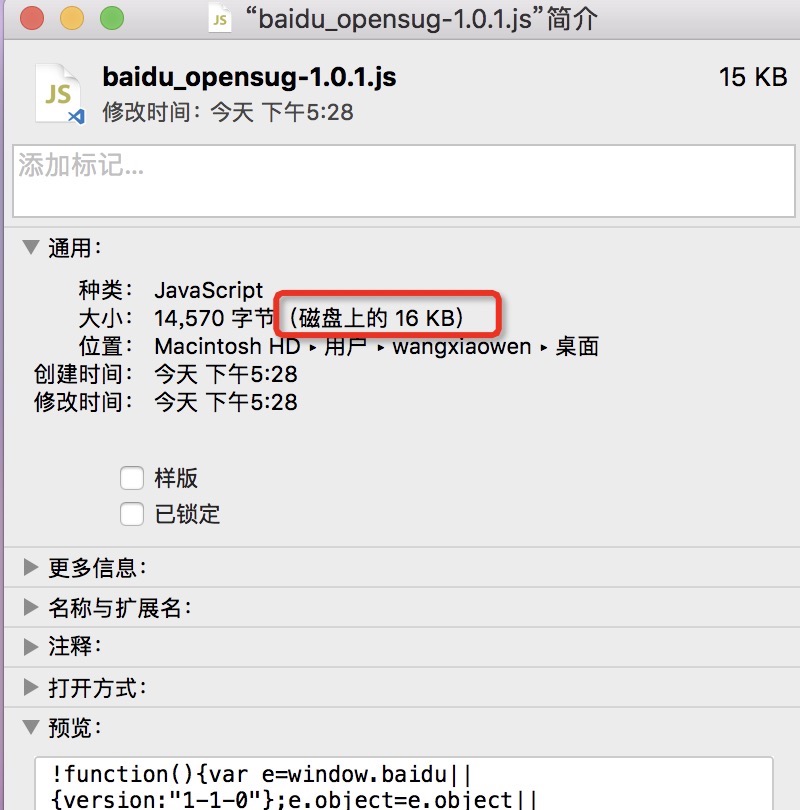 “baidu_opensug-1.0.1.js”简介
JS
JS
baidu_opensug-1.0.1.js
15 KB
修改时间：今天 下午5:28
添加标记...
通用：
种类： JavaScript
大小： 14,570 字节（磁盘上的 16 KB）
位置： Macintosh HD ▸ 用户 ▸ wangxiaowen ▸ 桌面
创建时间： 今天 下午5:28
修改时间： 今天 下午5:28
样版
已锁定
更多信息：
名称与扩展名：
注释：
打开方式：
预览：
!function(){var e=window.baidu||
{version:"1-1-0"};e.object=e.object||